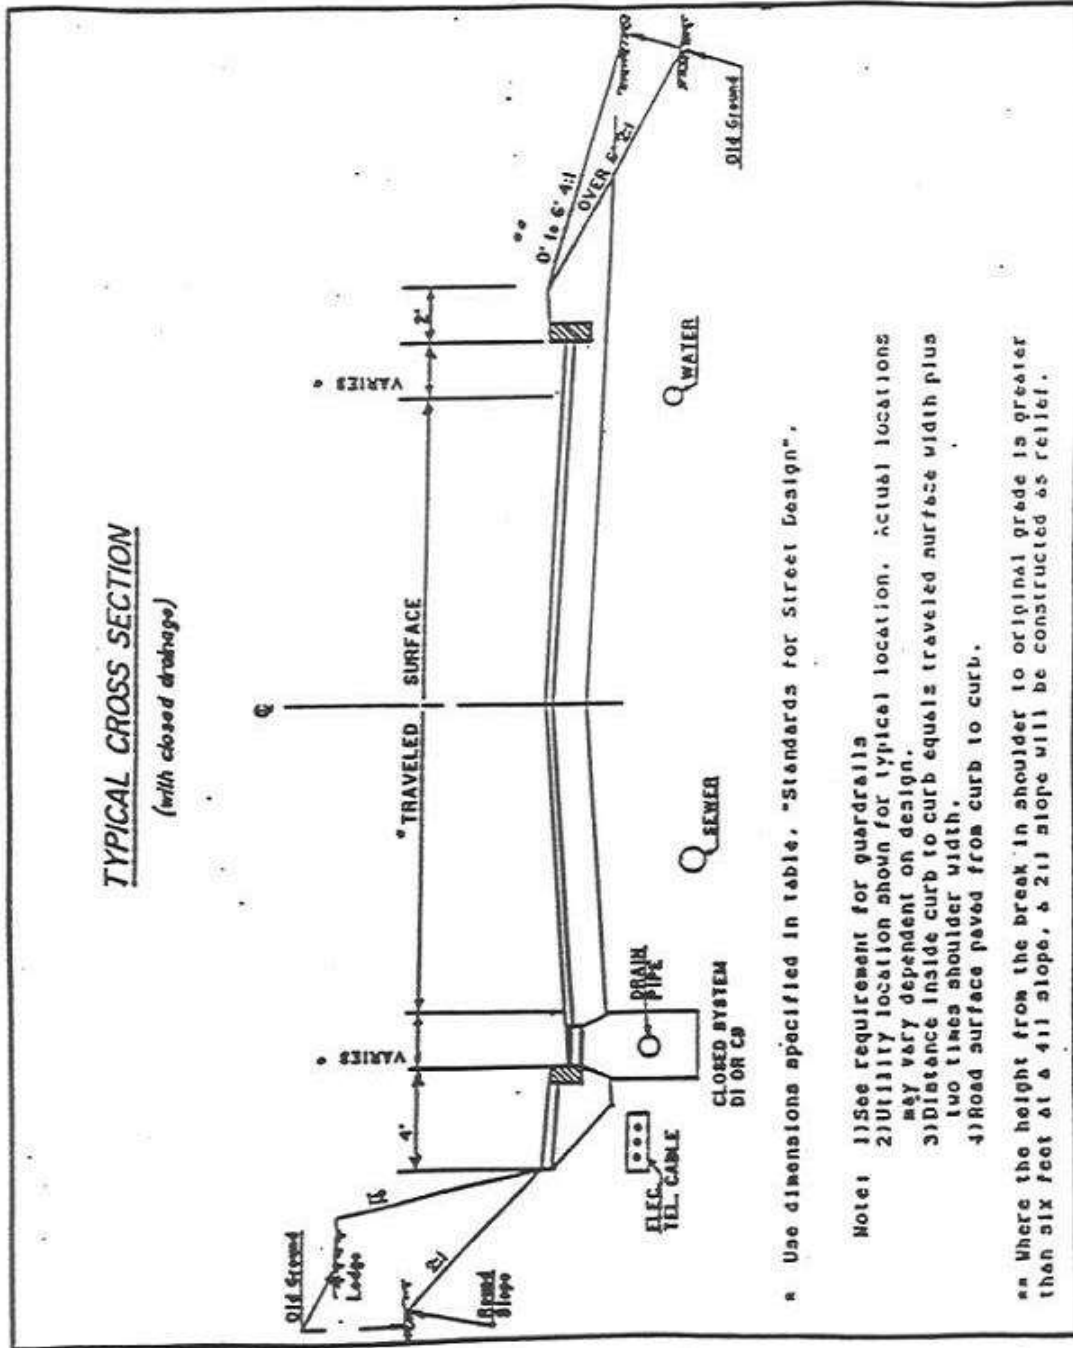 TYPICAL CROSS SECTION
(with closed drainage)
℄
* VARIES
*TRAVELED SURFACE
* VARIES
4'
2'
**
0' to 6' 4:1
OVER 6' 2:1
Old Ground
Old Ground
Ledge
2:1
Round
Slope
ELEC.
TEL. CABLE
CLOSED SYSTEM
DI OR CB
DRAIN
PIPE
SEWER
WATER
* Use dimensions specified in table, "Standards for Street Design".
Note: 1)See requirement for guardrails
2)Utility location shown for typical location. Actual locations
may vary dependent on design.
3)Distance inside curb to curb equals traveled surface width plus
two times shoulder width.
4)Road surface paved from curb to curb.
** Where the height from the break in shoulder to original grade is greater
than six feet at a 4:1 slope, a 2:1 slope will be constructed as relief.